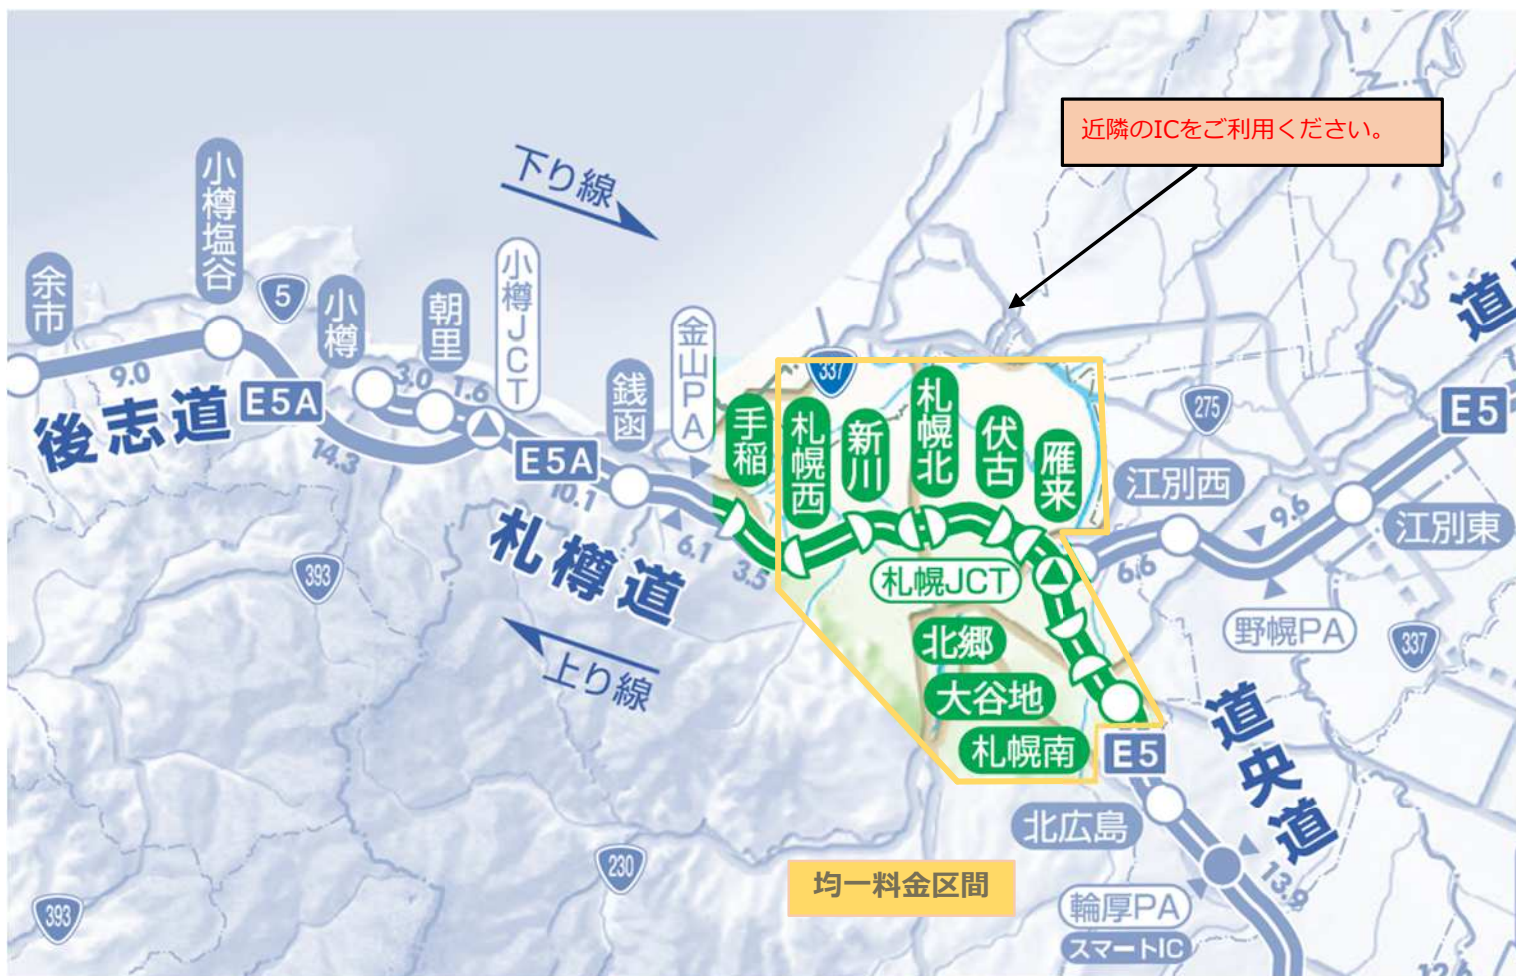 近隣のICをご利用ください。
下り線
小樽塩谷
余市
5
小樽
朝里
小樽JCT
金山PA
銭函
337
手稲
札幌西
新川
札幌北
伏古
雁来
275
E5
道
9.0
3.0
1.6
後志道
E5A
14.3
E5A
10.1
6.1
3.5
札樽道
393
上り線
札幌JCT
江別西
9.6
江別東
6.6
野幌PA
337
北郷
大谷地
札幌南
E5
道央道
北広島
230
均一料金区間
13.9
393
輪厚PA
スマートIC